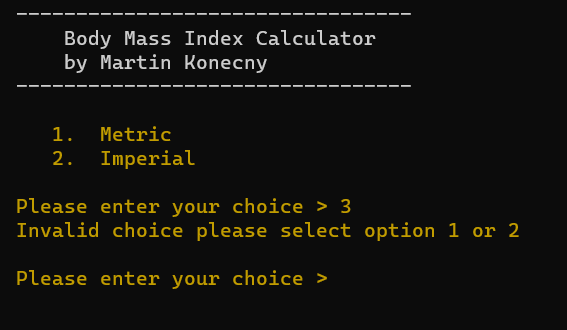 ---------------------------------
Body Mass Index Calculator
by Martin Konecny
---------------------------------
1. Metric
2. Imperial
Please enter your choice > 3
Invalid choice please select option 1 or 2
Please enter your choice >